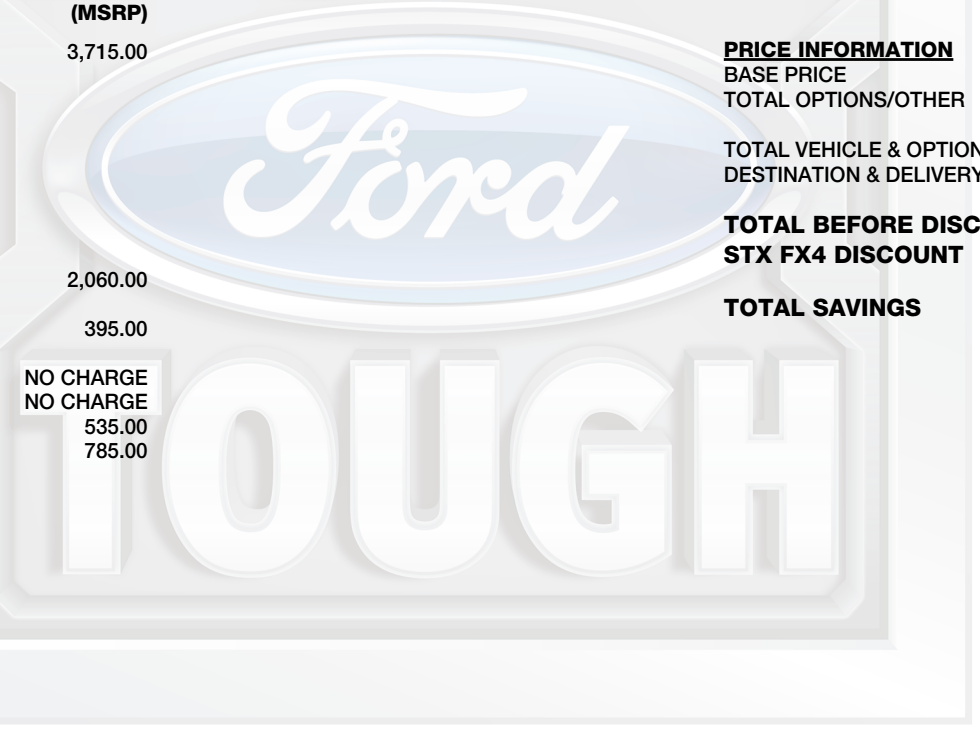 (MSRP)
3,715.00
2,060.00
395.00
NO CHARGE
NO CHARGE
535.00
785.00
PRICE INFORMATION
BASE PRICE
TOTAL OPTIONS/OTHER
TOTAL VEHICLE & OPTION
DESTINATION & DELIVERY
TOTAL BEFORE DISC
STX FX4 DISCOUNT
TOTAL SAVINGS
Ford
TOUGH